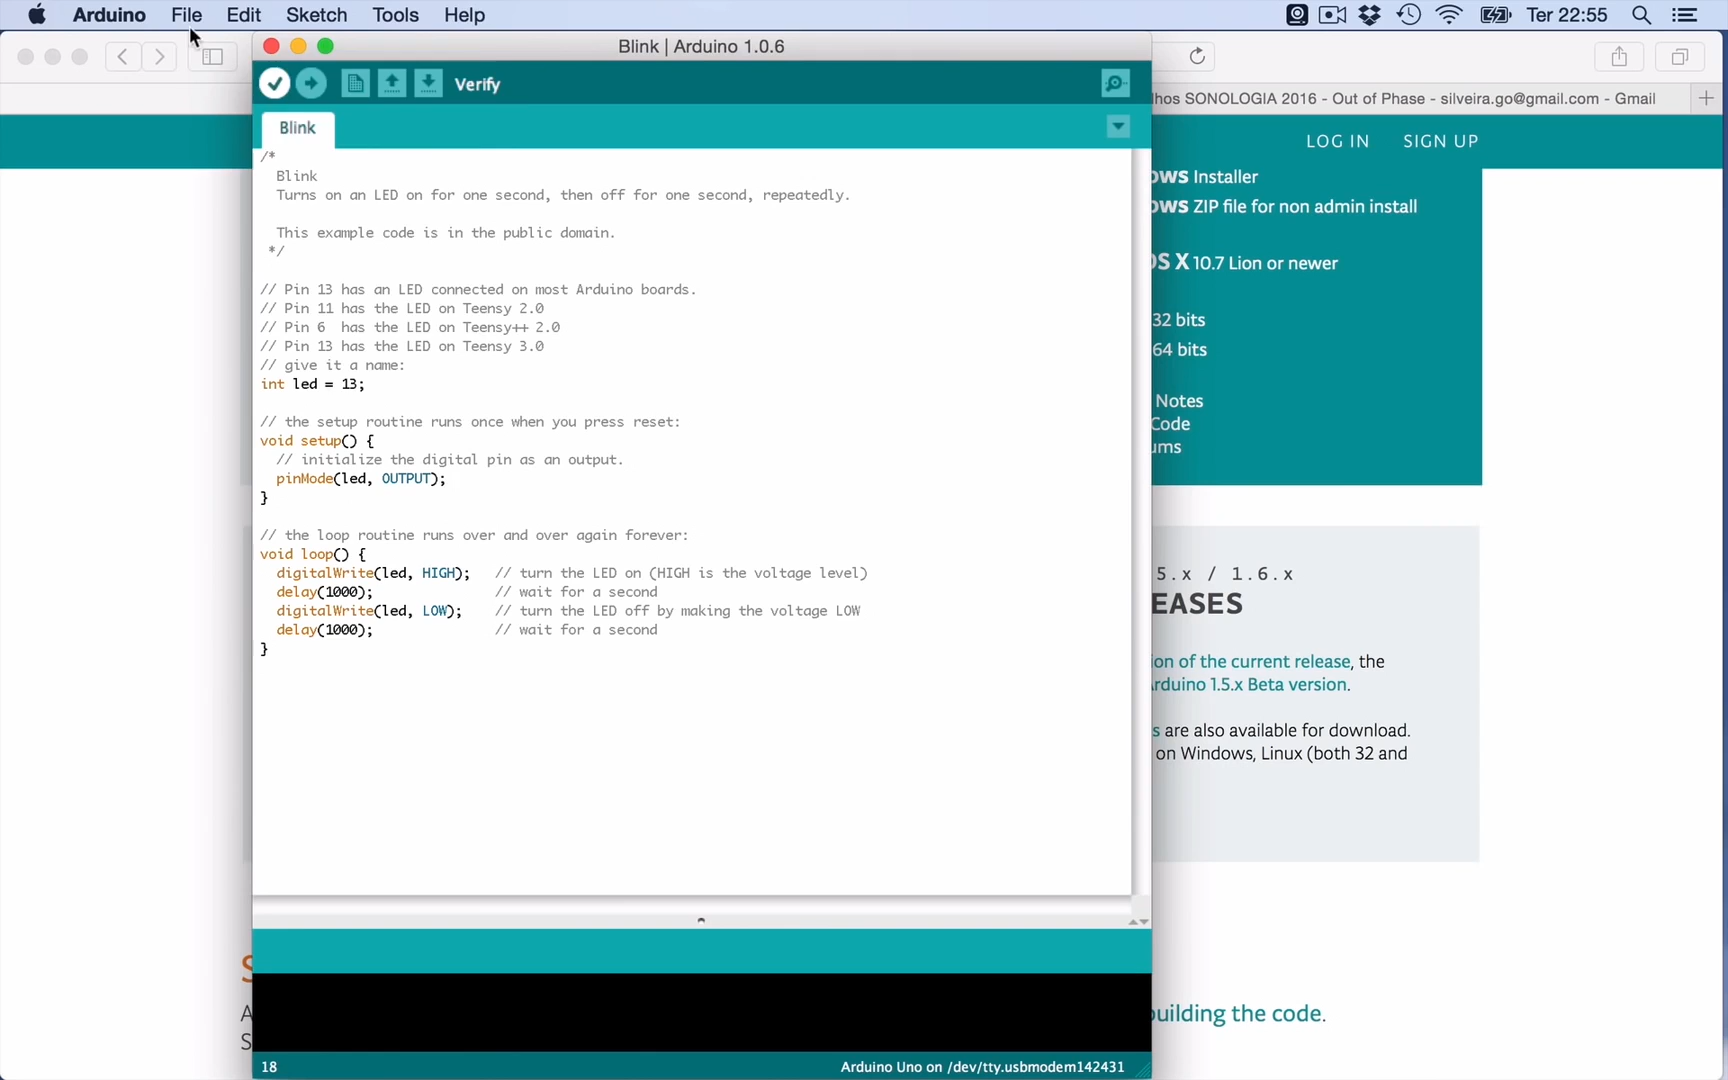 Arduino File Edit Sketch Tools Help Ter 22:55
Blink | Arduino 1.0.6
Verify
lhos SONOLOGIA 2016 - Out of Phase - silveira.go@gmail.com - Gmail
Blink
LOG IN SIGN UP
/*
Blink
Turns on an LED on for one second, then off for one second, repeatedly.
This example code is in the public domain.
*/
// Pin 13 has an LED connected on most Arduino boards.
// Pin 11 has the LED on Teensy 2.0
// Pin 6  has the LED on Teensy++ 2.0
// Pin 13 has the LED on Teensy 3.0
// give it a name:
int led = 13;
// the setup routine runs once when you press reset:
void setup() {
// initialize the digital pin as an output.
pinMode(led, OUTPUT);
}
// the loop routine runs over and over again forever:
void loop() {
digitalWrite(led, HIGH);   // turn the LED on (HIGH is the voltage level)
delay(1000);               // wait for a second
digitalWrite(led, LOW);    // turn the LED off by making the voltage LOW
delay(1000);               // wait for a second
}
ows Installer
ows ZIP file for non admin install
OS X 10.7 Lion or newer
32 bits
64 bits
Notes
Code
ums
5.x / 1.6.x
EASES
ion of the current release, the
Arduino 1.5.x Beta version.
s are also available for download.
on Windows, Linux (both 32 and
S
A
building the code.
S
18
Arduino Uno on /dev/tty.usbmodem142431